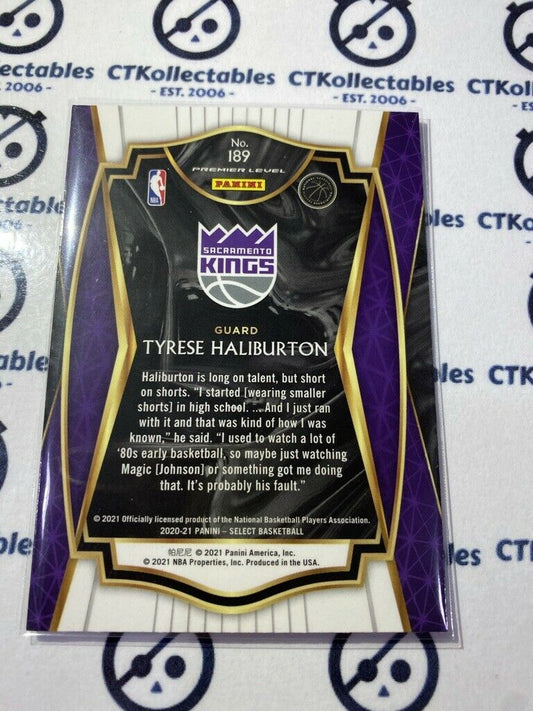 CTKollectables
- EST. 2006 -
CTKollectables
- EST. 2006 -
No.
189
PREMIER LEVEL
PANINI
NBA
SACRAMENTO
KINGS
GUARD
TYRESE HALIBURTON
Haliburton is long on talent, but short
on shorts. “I started [wearing smaller
shorts] in high school. ... And I just ran
with it and that was kind of how I was
known,” he said. “I used to watch a lot of
’80s early basketball, so maybe just watching
Magic [Johnson] or something got me doing
that. It’s probably his fault.”
© 2021 Officially licensed product of the National Basketball Players Association.
2020-21 PANINI – SELECT BASKETBALL
帕尼尼 © 2021 Panini America, Inc.
© 2021 NBA Properties, Inc. Produced in the USA.